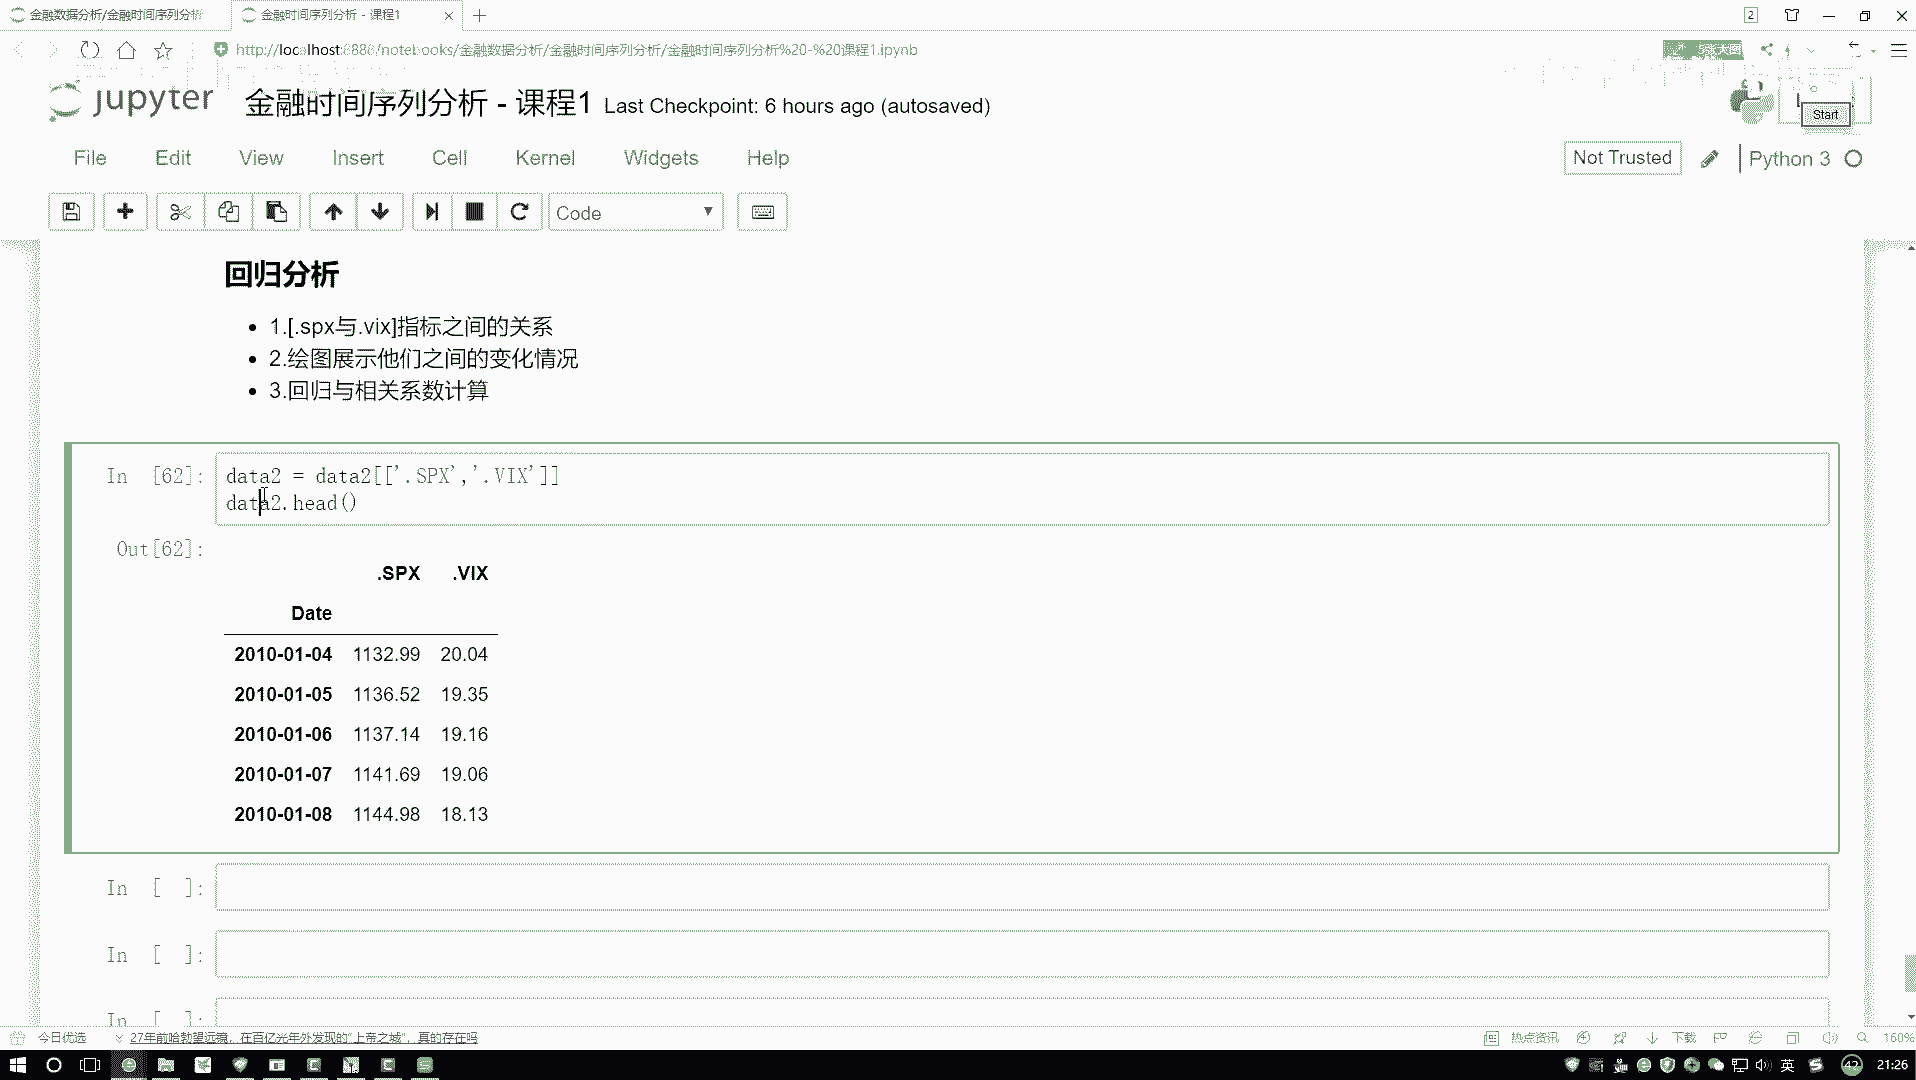 金融数据分析/金融时间序列分析
金融时间序列分析 - 课程1
2
http://localhost:8888/notebooks/金融数据分析/金融时间序列分析/金融时间序列分析%20-%20课程1.ipynb
jupyter
金融时间序列分析 - 课程1
Last Checkpoint: 6 hours ago (autosaved)
Start
File Edit View Insert Cell Kernel Widgets Help
Not Trusted
Python 3
Code
回归分析
1.[.spx与.vix]指标之间的关系
2.绘图展示他们之间的变化情况
3.回归与相关系数计算
In [62]:
data2 = data2[['.SPX','.VIX']]
data2.head()
Out[62]:
.SPX .VIX
Date
2010-01-04 1132.99 20.04
2010-01-05 1136.52 19.35
2010-01-06 1137.14 19.16
2010-01-07 1141.69 19.06
2010-01-08 1144.98 18.13
In [ ]:
In [ ]:
In [ ]:
今日优选
27年前哈勃望远镜，在百亿光年外发现的“上帝之城”，真的存在吗
热点资讯
下载
160%
英
42
21:26